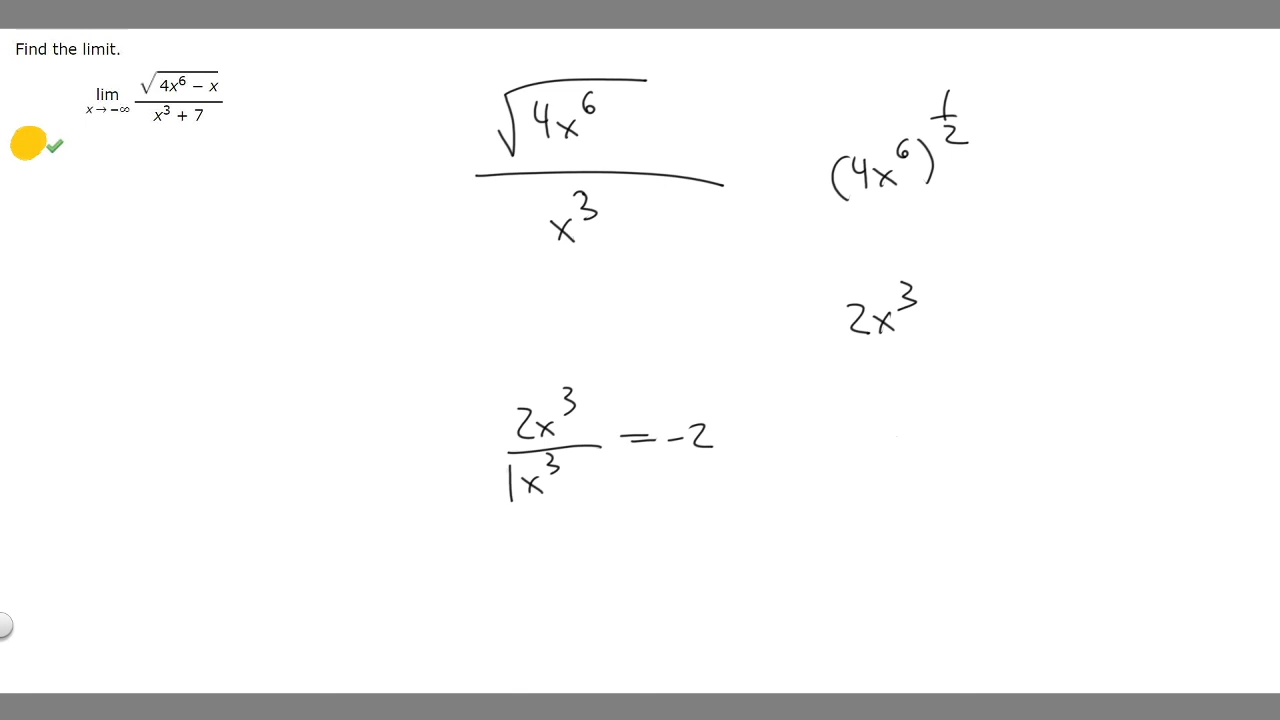 Find the limit.
lim x→−∞ √(4x⁶ − x) / (x³ + 7)
√(4x⁶) / x³
(4x⁶)^(1/2)
2x³
2x³ / 1x³ = -2